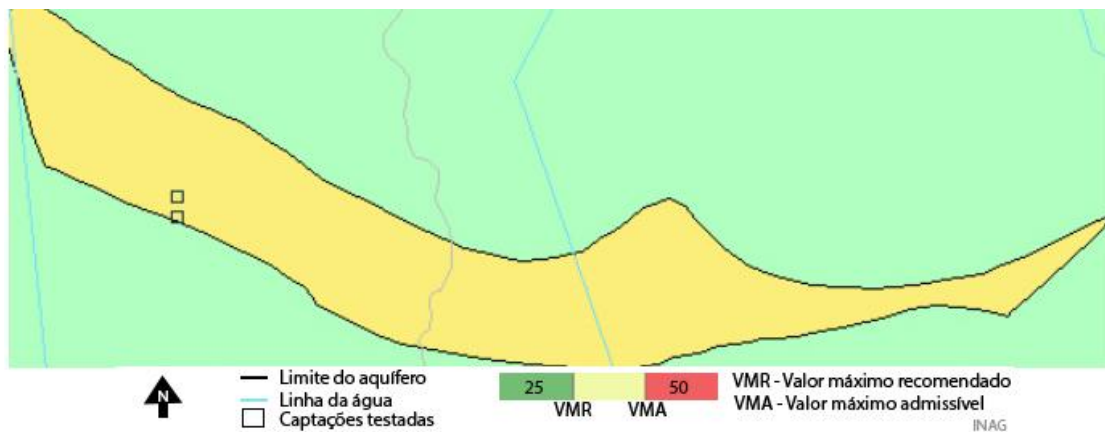 N
Limite do aquífero
Linha da água
Captações testadas
25 50
VMR VMA
VMR - Valor máximo recomendado
VMA - Valor máximo admissível
INAG